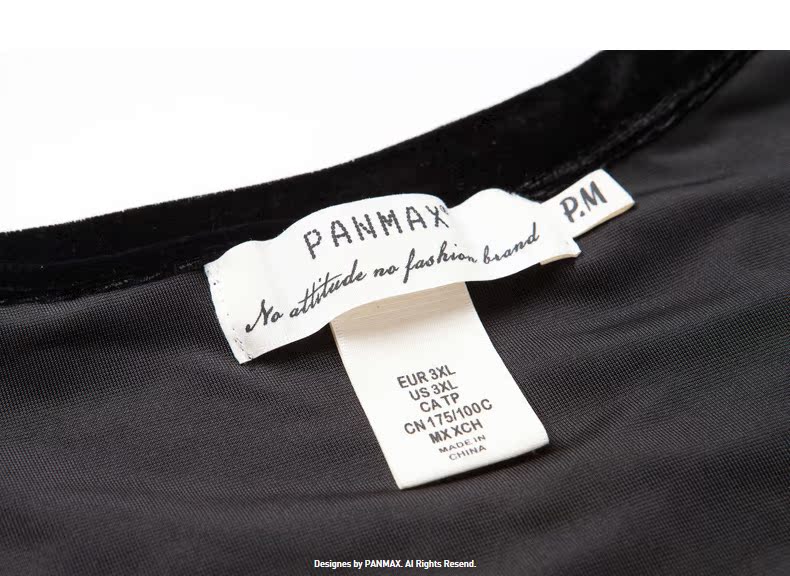 PANMAX®
No attitude no fashion brand
P.M
EUR 3XL
US 3XL
CA TP
CN 175/100C
MX XCH
MADE IN
CHINA
Designes by PANMAX. Al Rights Resend.